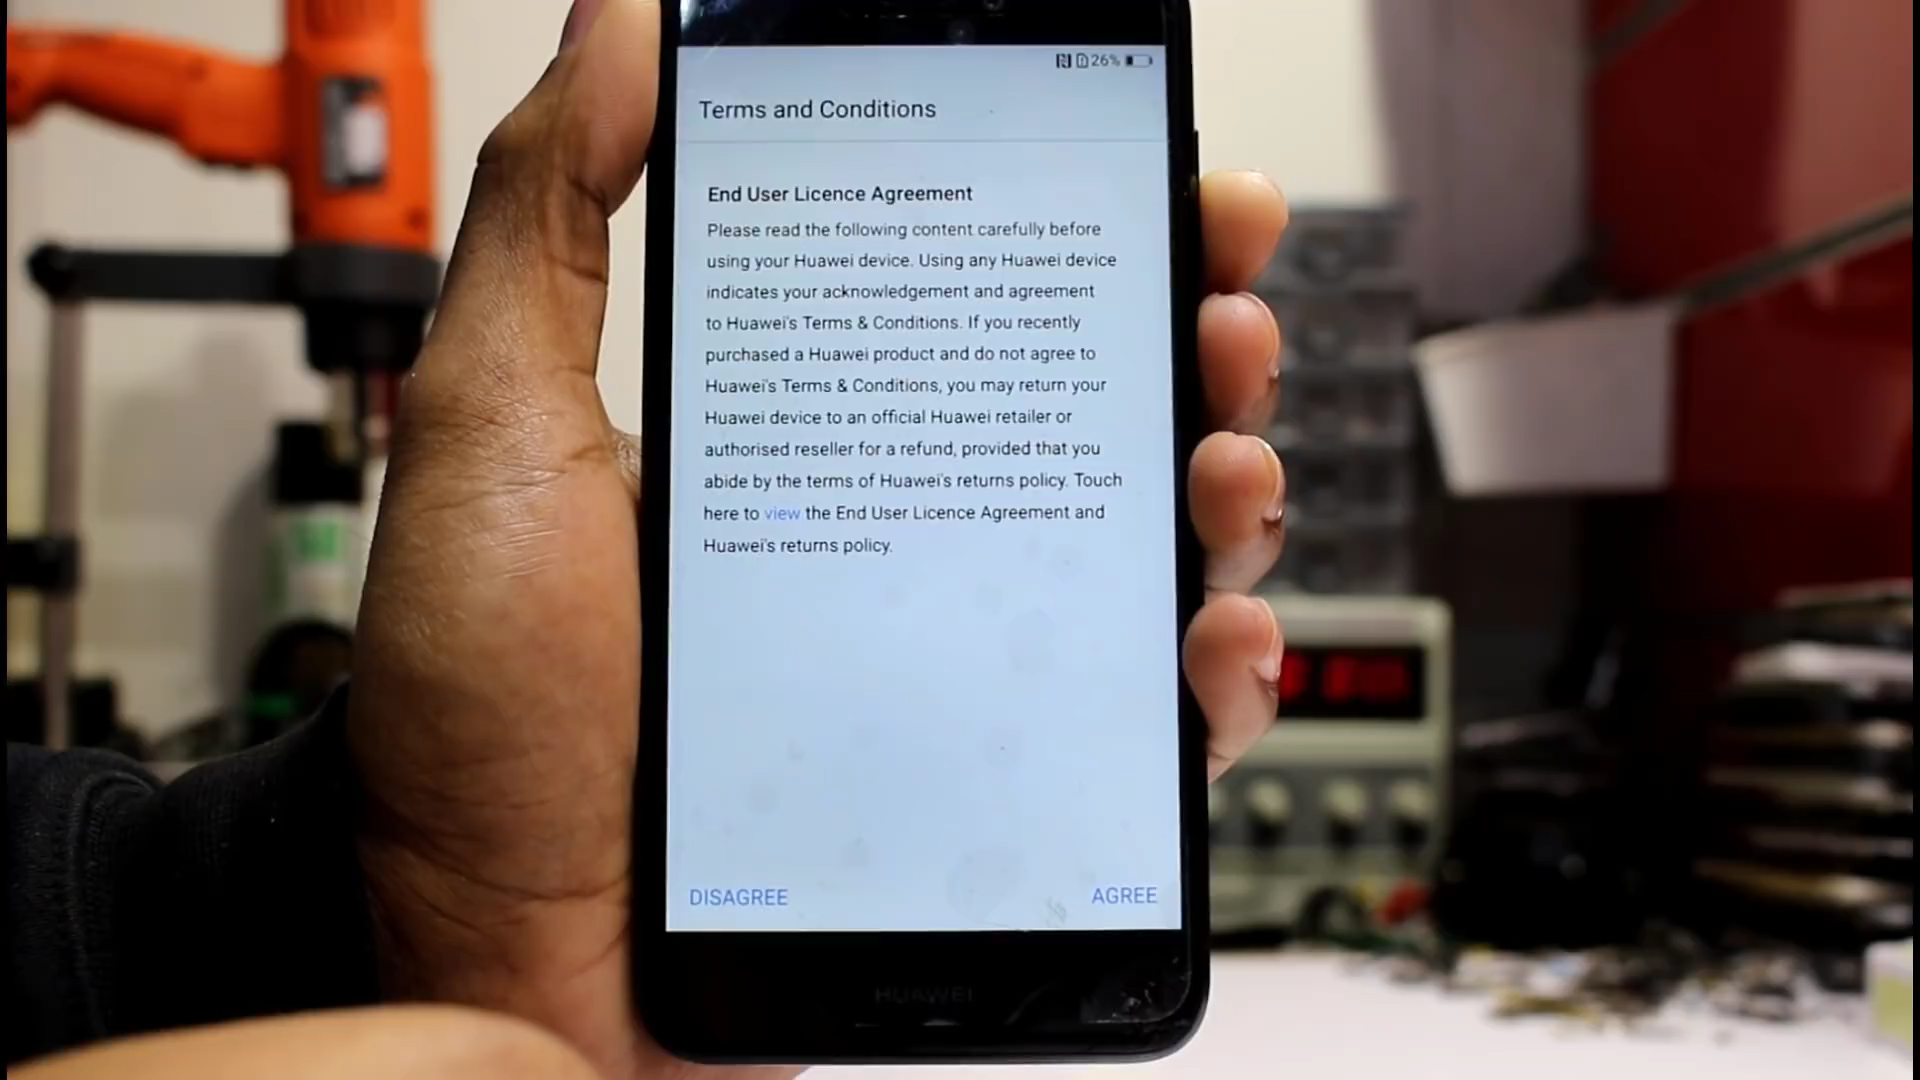 26%
Terms and Conditions
End User Licence Agreement
Please read the following content carefully before
using your Huawei device. Using any Huawei device
indicates your acknowledgement and agreement
to Huawei's Terms & Conditions. If you recently
purchased a Huawei product and do not agree to
Huawei's Terms & Conditions, you may return your
Huawei device to an official Huawei retailer or
authorised reseller for a refund, provided that you
abide by the terms of Huawei's returns policy. Touch
here to view the End User Licence Agreement and
Huawei's returns policy.
DISAGREE AGREE
HUAWEI